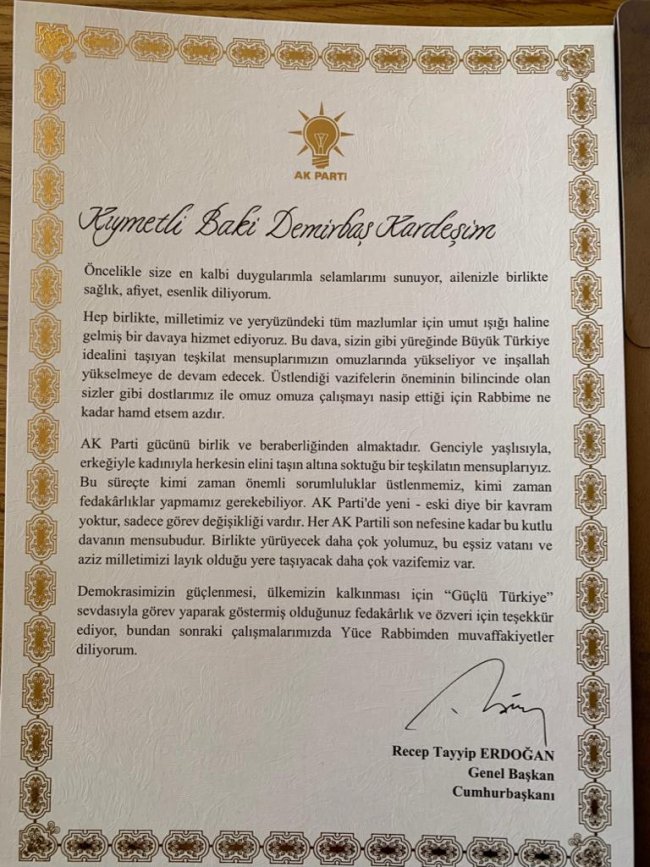 AK PARTİ
Kıymetli Baki Demirbaş Kardeşim
Öncelikle size en kalbi duygularımla selamlarımı sunuyor, ailenizle birlikte
sağlık, afiyet, esenlik diliyorum.
Hep birlikte, milletimiz ve yeryüzündeki tüm mazlumlar için umut ışığı haline
gelmiş bir davaya hizmet ediyoruz. Bu dava, sizin gibi yüreğinde Büyük Türkiye
idealini taşıyan teşkilat mensuplarımızın omuzlarında yükseliyor ve inşallah
yükselmeye de devam edecek. Üstlendiği vazifelerin öneminin bilincinde olan
sizler gibi dostlarımız ile omuz omuza çalışmayı nasip ettiği için Rabbime ne
kadar hamd etsem azdır.
AK Parti gücünü birlik ve beraberliğinden almaktadır. Genciyle yaşlısıyla,
erkeğiyle kadınıyla herkesin elini taşın altına soktuğu bir teşkilatın mensuplarıyız.
Bu süreçte kimi zaman önemli sorumluluklar üstlenmemiz, kimi zaman
fedakârlıklar yapmamız gerekebiliyor. AK Parti'de yeni - eski diye bir kavram
yoktur, sadece görev değişikliği vardır. Her AK Partili son nefesine kadar bu kutlu
davanın mensubudur. Birlikte yürüyecek daha çok yolumuz, bu eşsiz vatanı ve
aziz milletimizi layık olduğu yere taşıyacak daha çok vazifemiz var.
Demokrasimizin güçlenmesi, ülkemizin kalkınması için “Güçlü Türkiye”
sevdasıyla görev yaparak göstermiş olduğunuz fedakârlık ve özveri için teşekkür
ediyor, bundan sonraki çalışmalarımızda Yüce Rabbimden muvaffakiyetler
diliyorum.
Recep Tayyip ERDOĞAN
Genel Başkan
Cumhurbaşkanı